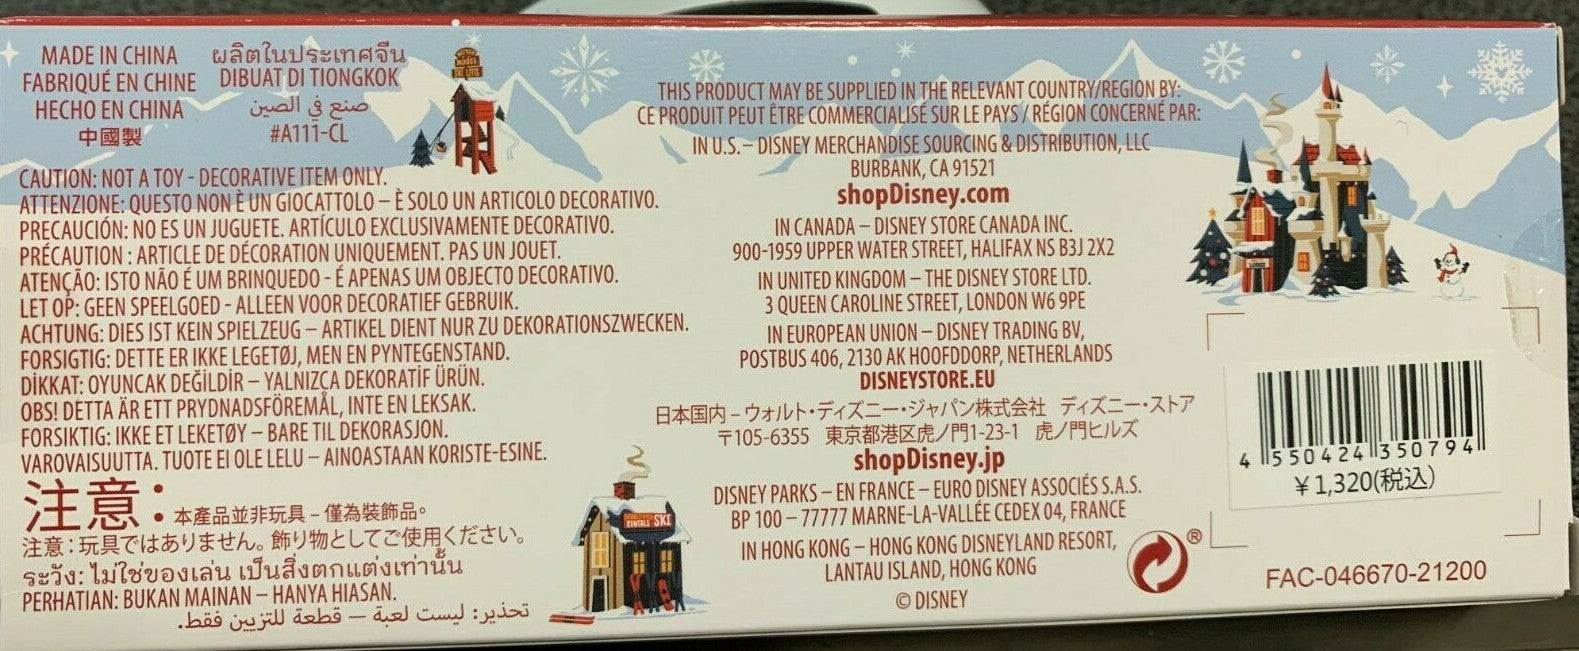 MADE IN CHINA
FABRIQUÉ EN CHINE
HECHO EN CHINA
中國製
ผลิตในประเทศจีน
DIBUAT DI TIONGKOK
صنع في الصين
#A111-CL
CAUTION: NOT A TOY - DECORATIVE ITEM ONLY.
ATTENZIONE: QUESTO NON È UN GIOCATTOLO – È SOLO UN ARTICOLO DECORATIVO.
PRECAUCIÓN: NO ES UN JUGUETE. ARTÍCULO EXCLUSIVAMENTE DECORATIVO.
PRÉCAUTION : ARTICLE DE DÉCORATION UNIQUEMENT. PAS UN JOUET.
ATENÇÃO: ISTO NÃO É UM BRINQUEDO - É APENAS UM OBJECTO DECORATIVO.
LET OP: GEEN SPEELGOED - ALLEEN VOOR DECORATIEF GEBRUIK.
ACHTUNG: DIES IST KEIN SPIELZEUG – ARTIKEL DIENT NUR ZU DEKORATIONSZWECKEN.
FORSIGTIG: DETTE ER IKKE LEGETØJ, MEN EN PYNTEGENSTAND.
DİKKAT: OYUNCAK DEĞİLDİR – YALNIZCA DEKORATİF ÜRÜN.
OBS! DETTA ÄR ETT PRYDNADSFÖREMÅL, INTE EN LEKSAK.
FORSIKTIG: IKKE ET LEKETØY – BARE TIL DEKORASJON.
VAROVAISUUTTA. TUOTE EI OLE LELU – AINOASTAAN KORISTE-ESINE.
注意：本產品並非玩具 – 僅為裝飾品。
注意：玩具ではありません。飾り物としてご使用ください。
ระวัง: ไม่ใช่ของเล่น เป็นสิ่งตกแต่งเท่านั้น
PERHATIAN: BUKAN MAINAN – HANYA HIASAN.
تحذير: ليست لعبة – قطعة للتزيين فقط.
RENTALS SKI
THIS PRODUCT MAY BE SUPPLIED IN THE RELEVANT COUNTRY/REGION BY:
CE PRODUIT PEUT ÊTRE COMMERCIALISÉ SUR LE PAYS / RÉGION CONCERNÉ PAR:
IN U.S. – DISNEY MERCHANDISE SOURCING & DISTRIBUTION, LLC
BURBANK, CA 91521
shopDisney.com
IN CANADA – DISNEY STORE CANADA INC.
900-1959 UPPER WATER STREET, HALIFAX NS B3J 2X2
IN UNITED KINGDOM – THE DISNEY STORE LTD.
3 QUEEN CAROLINE STREET, LONDON W6 9PE
IN EUROPEAN UNION – DISNEY TRADING BV,
POSTBUS 406, 2130 AK HOOFDDORP, NETHERLANDS
DISNEYSTORE.EU
日本国内 – ウォルト・ディズニー・ジャパン株式会社 ディズニー・ストア
〒105-6355 東京都港区虎ノ門1-23-1 虎ノ門ヒルズ
shopDisney.jp
DISNEY PARKS – EN FRANCE – EURO DISNEY ASSOCIÉS S.A.S.
BP 100 – 77777 MARNE-LA-VALLÉE CEDEX 04, FRANCE
IN HONG KONG – HONG KONG DISNEYLAND RESORT,
LANTAU ISLAND, HONG KONG
© DISNEY
®
4 550424 350794
￥1,320(税込)
FAC-046670-21200